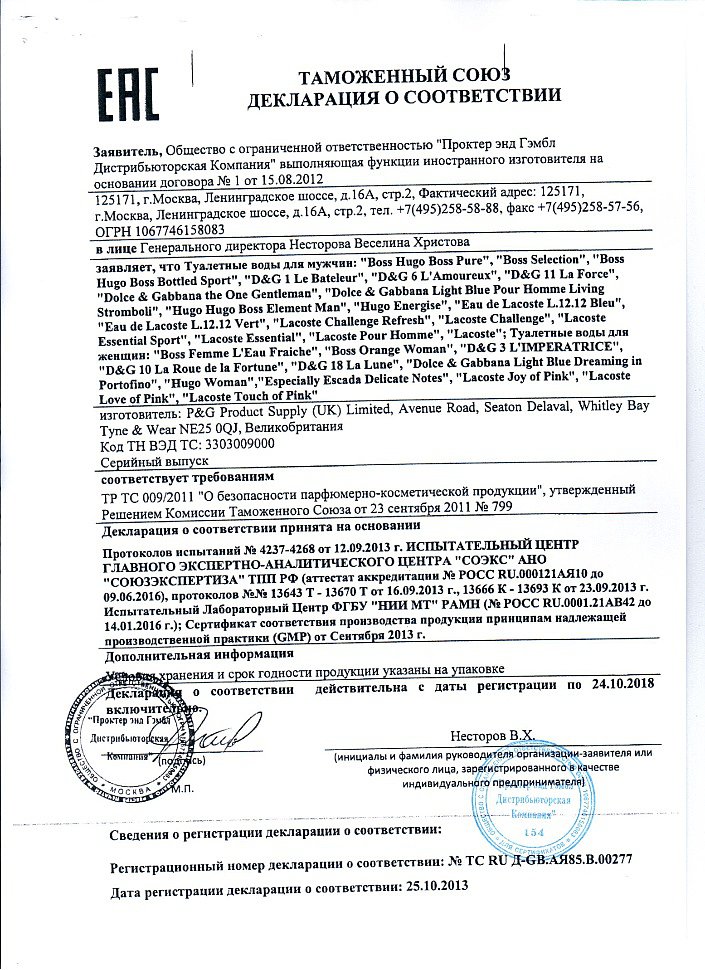 EAC
ТАМОЖЕННЫЙ СОЮЗ
ДЕКЛАРАЦИЯ О СООТВЕТСТВИИ
Заявитель, Общество с ограниченной ответственностью "Проктер энд Гэмбл
Дистрибьюторская Компания" выполняющая функции иностранного изготовителя на
основании договора № 1 от 15.08.2012
125171, г.Москва, Ленинградское шоссе, д.16А, стр.2, Фактический адрес: 125171,
г.Москва, Ленинградское шоссе, д.16А, стр.2, тел. +7(495)258-58-88, факс +7(495)258-57-56,
ОГРН 1067746158083
в лице Генерального директора Несторова Веселина Христова
заявляет, что Туалетные воды для мужчин: "Boss Hugo Boss Pure", "Boss Selection", "Boss
Hugo Boss Bottled Sport", "D&G 1 Le Bateleur", "D&G 6 L'Amoureux", "D&G 11 La Force",
"Dolce & Gabbana the One Gentleman", "Dolce & Gabbana Light Blue Pour Homme Living
Stromboli", "Hugo Hugo Boss Element Man", "Hugo Energise", "Eau de Lacoste L.12.12 Bleu",
"Eau de Lacoste L.12.12 Vert", "Lacoste Challenge Refresh", "Lacoste Challenge", "Lacoste
Essential Sport", "Lacoste Essential", "Lacoste Pour Homme", "Lacoste"; Туалетные воды для
женщин: "Boss Femme L'Eau Fraiche", "Boss Orange Woman", "D&G 3 L'IMPERATRICE",
"D&G 10 La Roue de la Fortune", "D&G 18 La Lune", "Dolce & Gabbana Light Blue Dreaming in
Portofino", "Hugo Woman","Especially Escada Delicate Notes", "Lacoste Joy of Pink", "Lacoste
Love of Pink", "Lacoste Touch of Pink"
изготовитель: P&G Product Supply (UK) Limited, Avenue Road, Seaton Delaval, Whitley Bay
Tyne & Wear NE25 0QJ, Великобритания
Код ТН ВЭД ТС: 3303009000
Серийный выпуск
соответствует требованиям
ТР ТС 009/2011 "О безопасности парфюмерно-косметической продукции", утвержденный
Решением Комиссии Таможенного Союза от 23 сентября 2011 № 799
Декларация о соответствии принята на основании
Протоколов испытаний № 4237-4268 от 12.09.2013 г. ИСПЫТАТЕЛЬНЫЙ ЦЕНТР
ГЛАВНОГО ЭКСПЕРТНО-АНАЛИТИЧЕСКОГО ЦЕНТРА "СОЭКС" АНО
"СОЮЗЭКСПЕРТИЗА" ТПП РФ (аттестат аккредитации № РОСС RU.000121АЯ10 до
09.06.2016), протоколов №№ 13643 Т - 13670 Т от 16.09.2013 г., 13666 К - 13693 К от 23.09.2013 г.
Испытательный Лабораторный Центр ФГБУ "НИИ МТ" РАМН (№ РОСС RU.0001.21АВ42 до
14.01.2016 г.); Сертификат соответствия производства продукции принципам надлежащей
производственной практики (GMP) от Сентября 2013 г.
Дополнительная информация
Условия хранения и срок годности продукции указаны на упаковке
Декларация о соответствии действительна с даты регистрации по 24.10.2018
включительно.
"Проктер энд Гэмбл
Дистрибьюторская
Компания"
МОСКВА
(подпись)
М.П.
Несторов В.Х.
(инициалы и фамилия руководителя организации-заявителя или
физического лица, зарегистрированного в качестве
индивидуального предпринимателя)
Дистрибьюторская
Компания"
154
ДЛЯ СЕРТИФИКАТОВ
Сведения о регистрации декларации о соответствии:
Регистрационный номер декларации о соответствии: № ТС RU Д-GB.АЯ85.В.00277
Дата регистрации декларации о соответствии: 25.10.2013